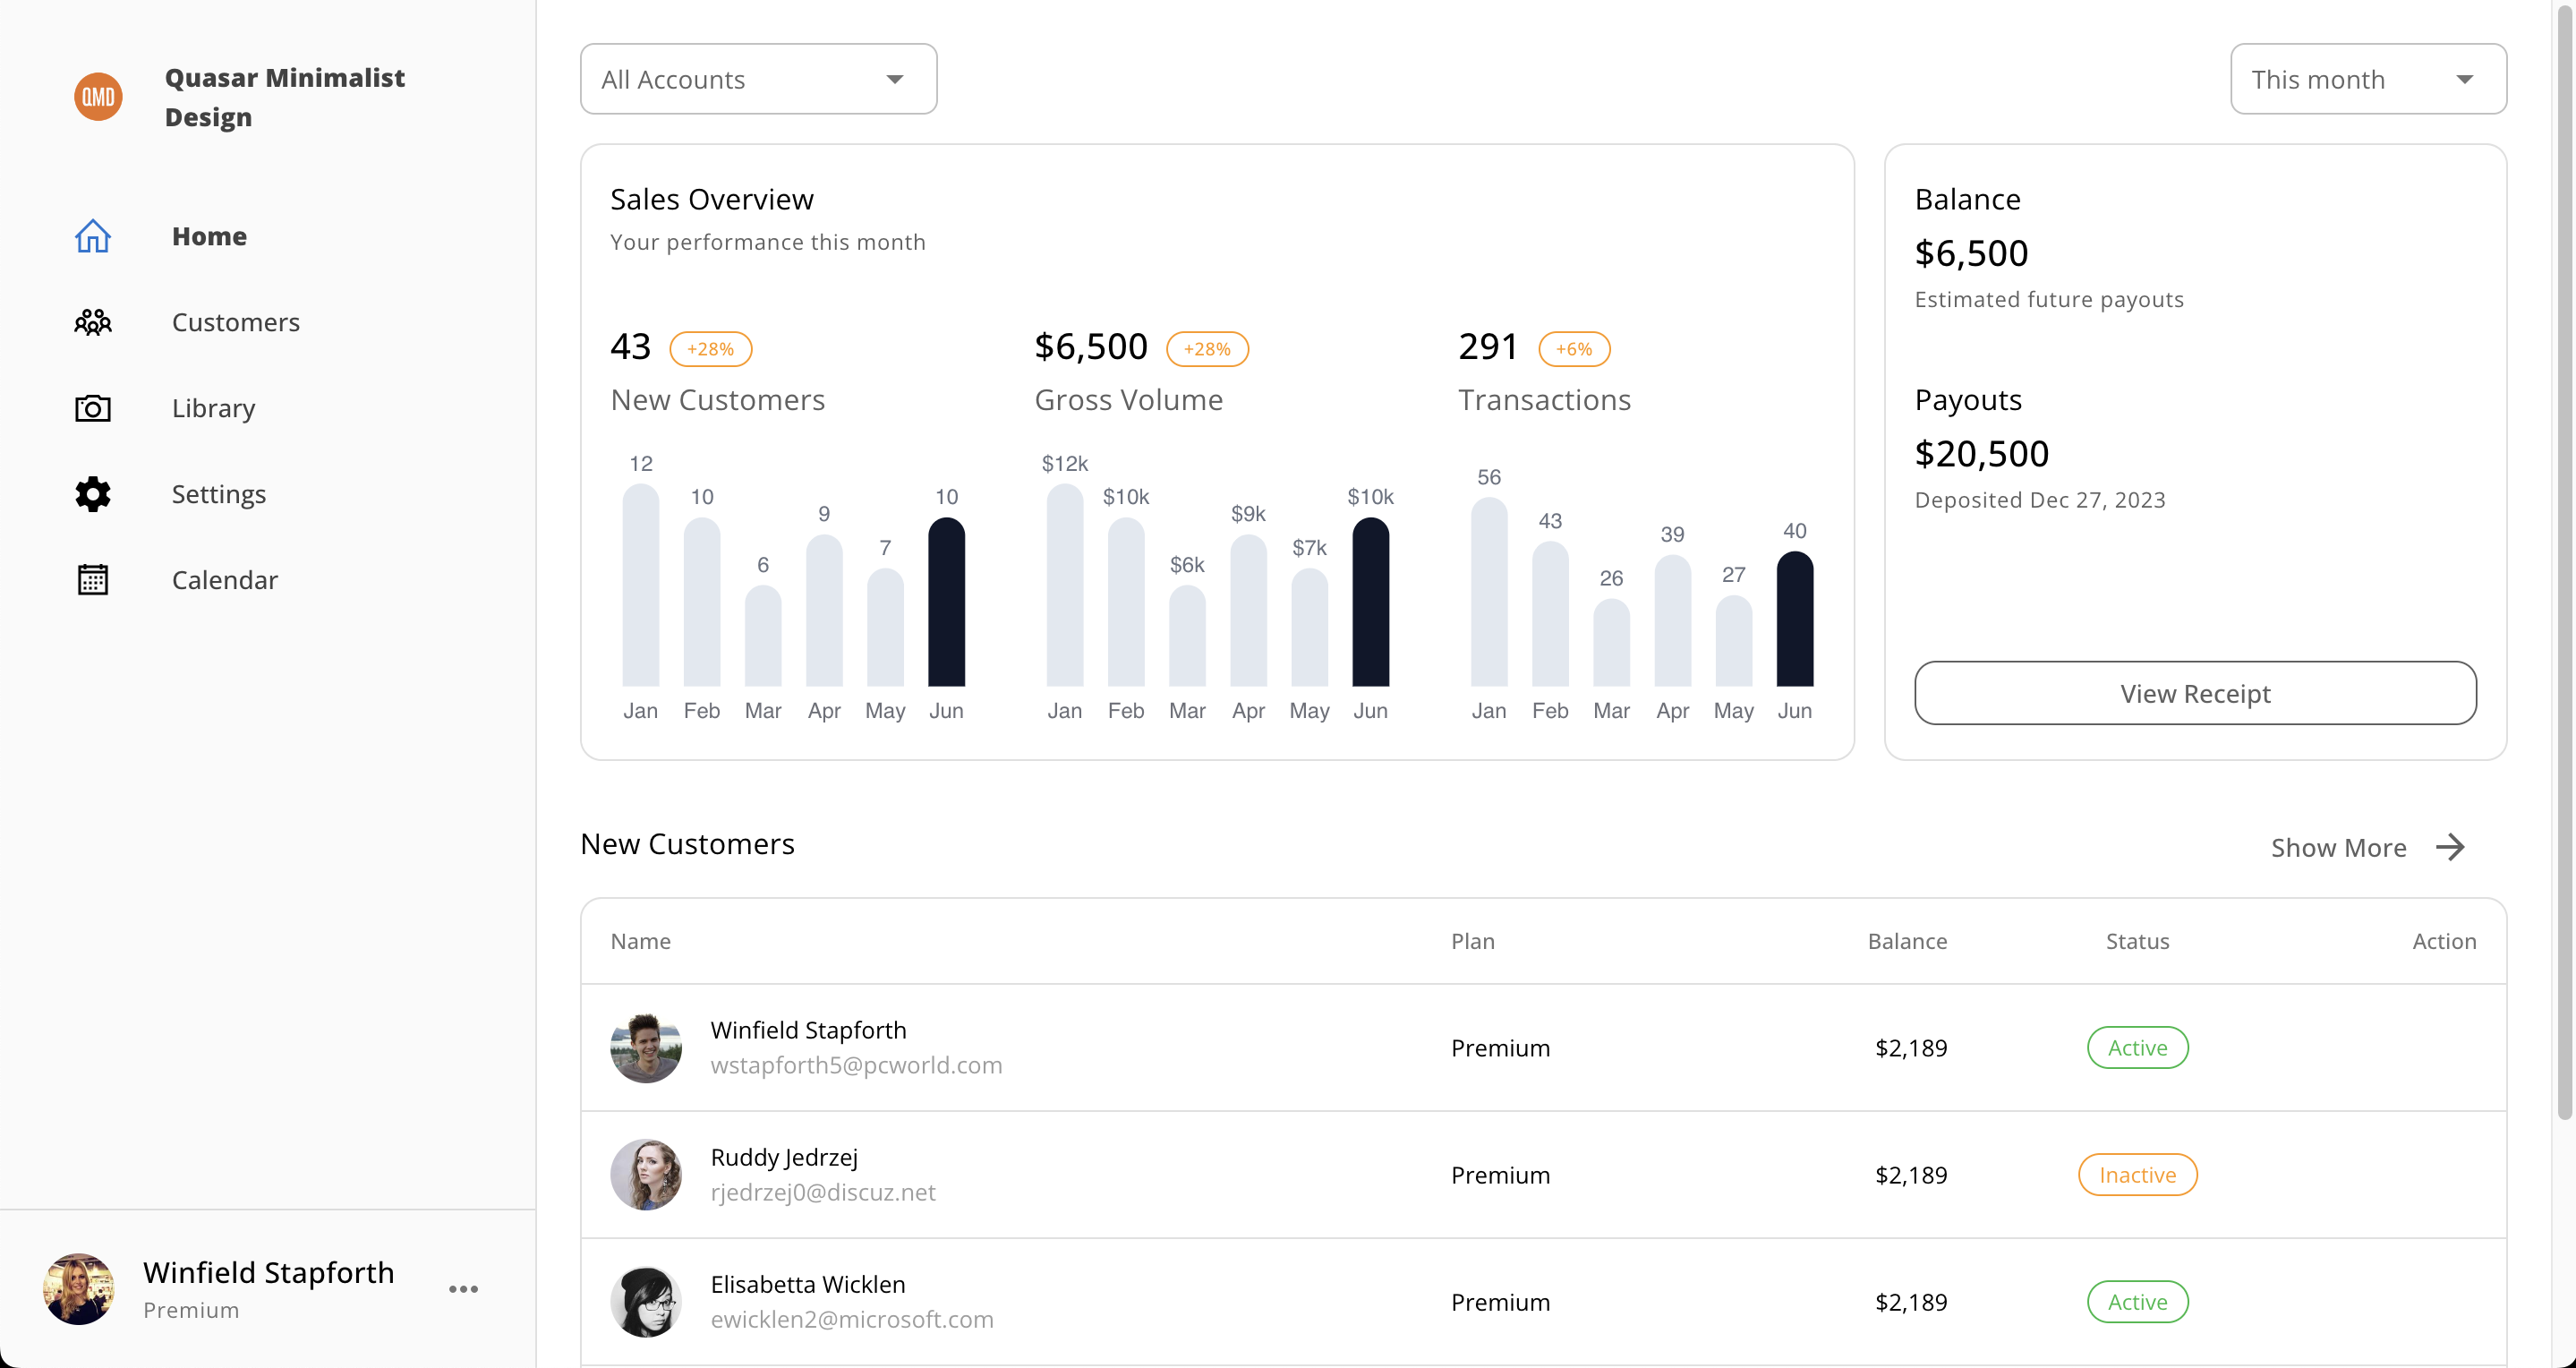 QMD
Quasar Minimalist
Design
Home
Customers
Library
Settings
Calendar
Winfield Stapforth
Premium
All Accounts
This month
Sales Overview
Your performance this month
43 +28%
New Customers
12
10
6
9
7
10
Jan Feb Mar Apr May Jun
$6,500 +28%
Gross Volume
$12k
$10k
$6k
$9k
$7k
$10k
Jan Feb Mar Apr May Jun
291 +6%
Transactions
56
43
26
39
27
40
Jan Feb Mar Apr May Jun
Balance
$6,500
Estimated future payouts
Payouts
$20,500
Deposited Dec 27, 2023
View Receipt
New Customers
Show More
Name Plan Balance Status Action
Winfield Stapforth
wstapforth5@pcworld.com
Premium $2,189 Active
Ruddy Jedrzej
rjedrzej0@discuz.net
Premium $2,189 Inactive
Elisabetta Wicklen
ewicklen2@microsoft.com
Premium $2,189 Active